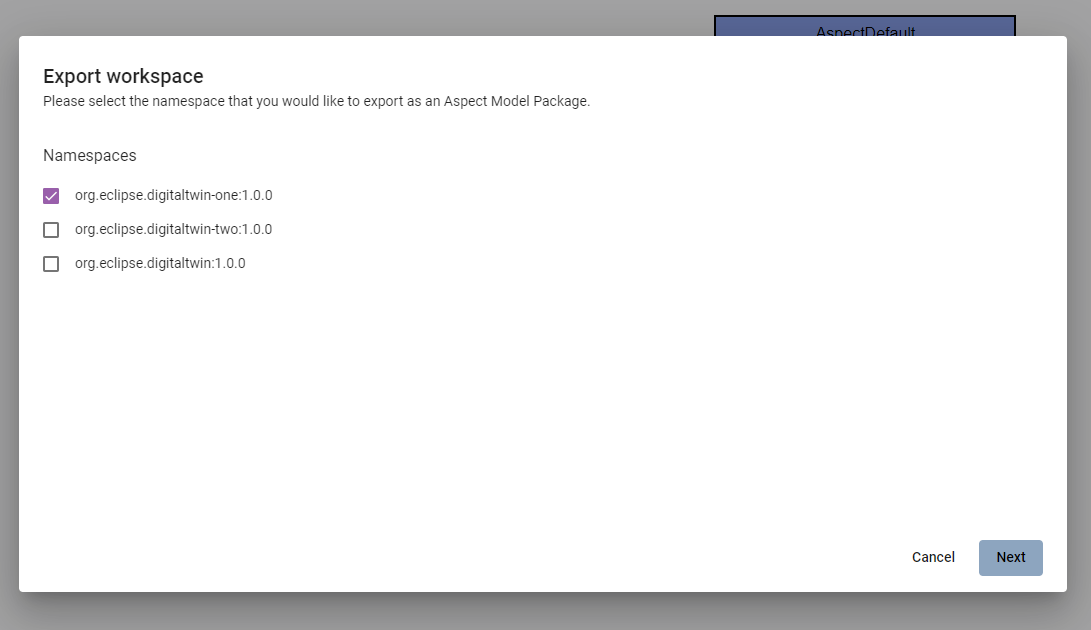 AspectDefault
Export workspace
Please select the namespace that you would like to export as an Aspect Model Package.
Namespaces
org.eclipse.digitaltwin-one:1.0.0
org.eclipse.digitaltwin-two:1.0.0
org.eclipse.digitaltwin:1.0.0
Cancel
Next